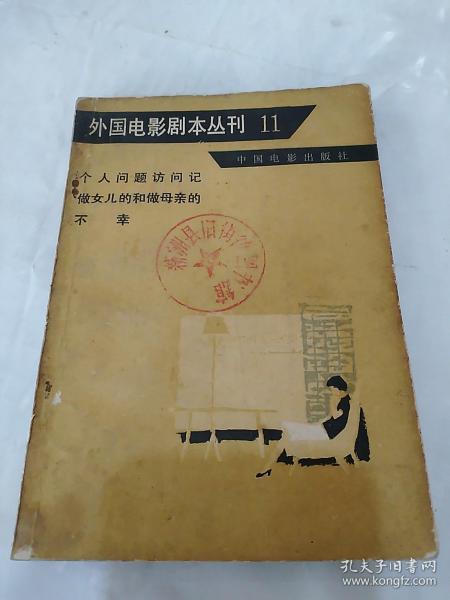 外国电影剧本丛刊 11
中国电影出版社
个人问题访问记
做女儿的和做母亲的
不幸
孔夫子旧书网
www.kongfz.com